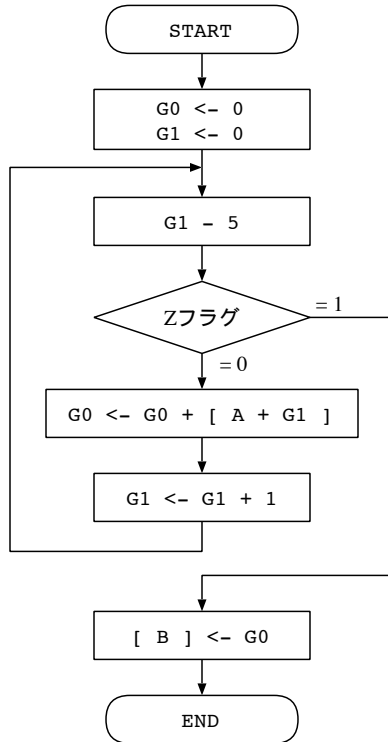 START
G0 <- 0
G1 <- 0
G1 - 5
Zフラグ
= 1
= 0
G0 <- G0 + [ A + G1 ]
G1 <- G1 + 1
[ B ] <- G0
END